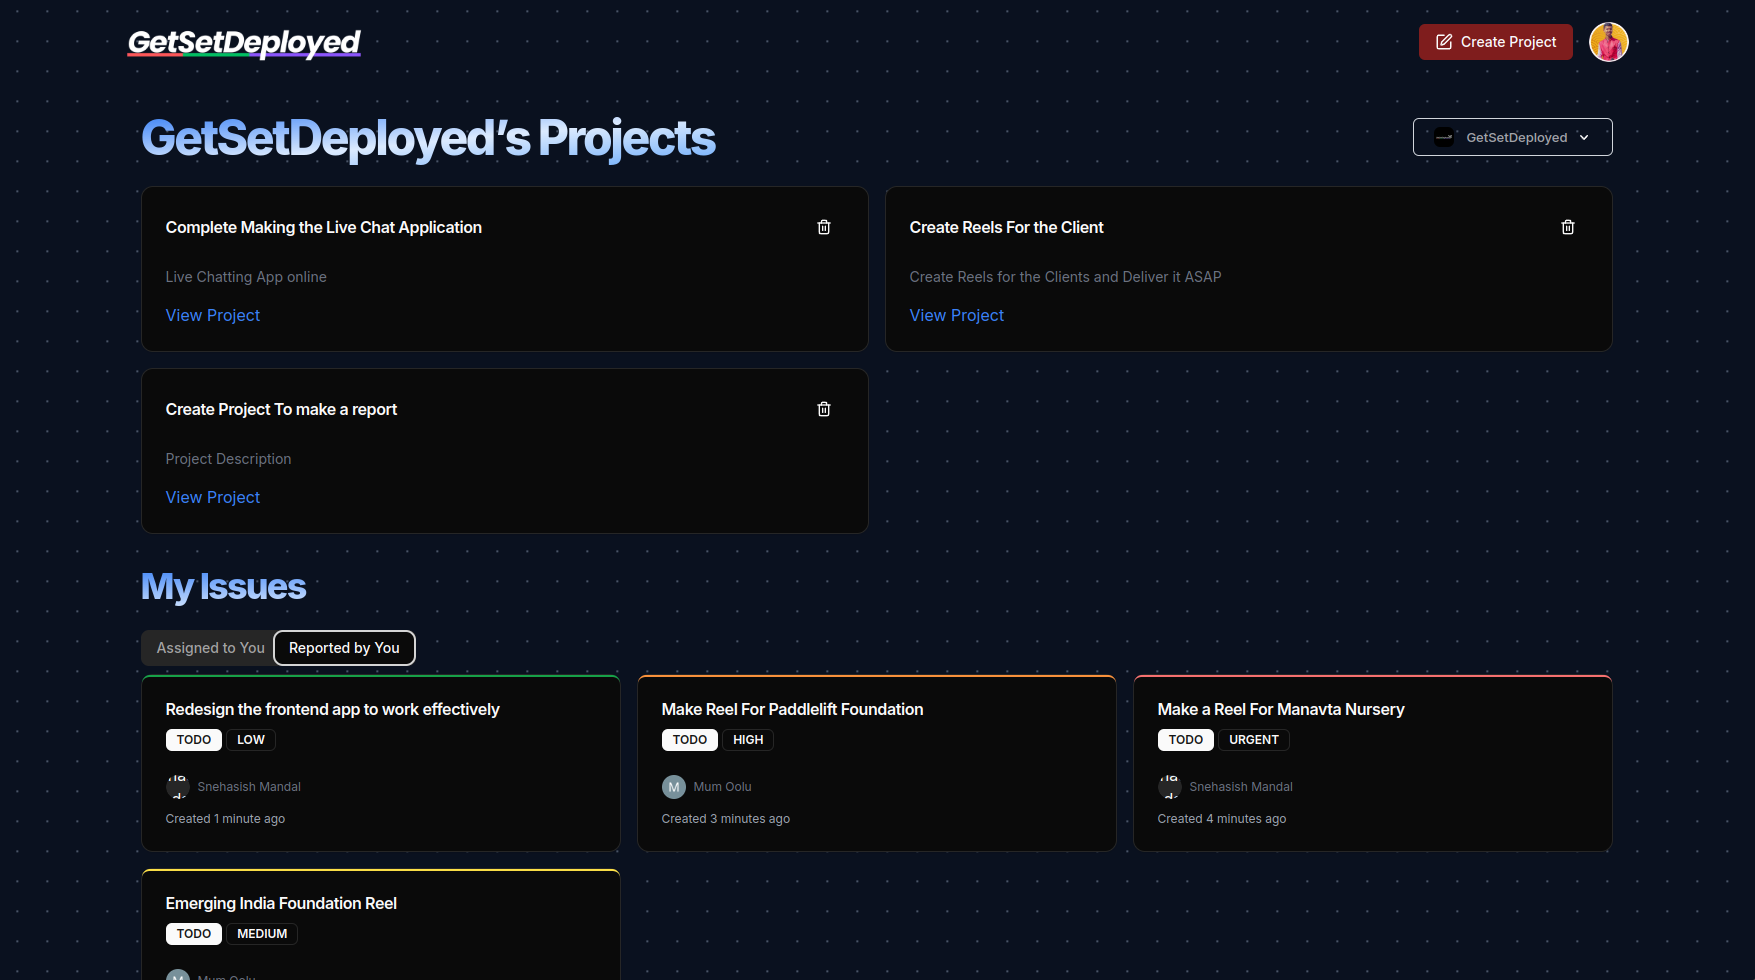 GetSetDeployed
Create Project
GetSetDeployed's Projects
GetSetDeployed
Complete Making the Live Chat Application
Live Chatting App online
View Project
Create Reels For the Client
Create Reels for the Clients and Deliver it ASAP
View Project
Create Project To make a report
Project Description
View Project
My Issues
Assigned to You
Reported by You
Redesign the frontend app to work effectively
TODO LOW
Snehasish Mandal
Created 1 minute ago
Make Reel For Paddlelift Foundation
TODO HIGH
M Mum Oolu
Created 3 minutes ago
Make a Reel For Manavta Nursery
TODO URGENT
Snehasish Mandal
Created 4 minutes ago
Emerging India Foundation Reel
TODO MEDIUM
M Mum Oolu